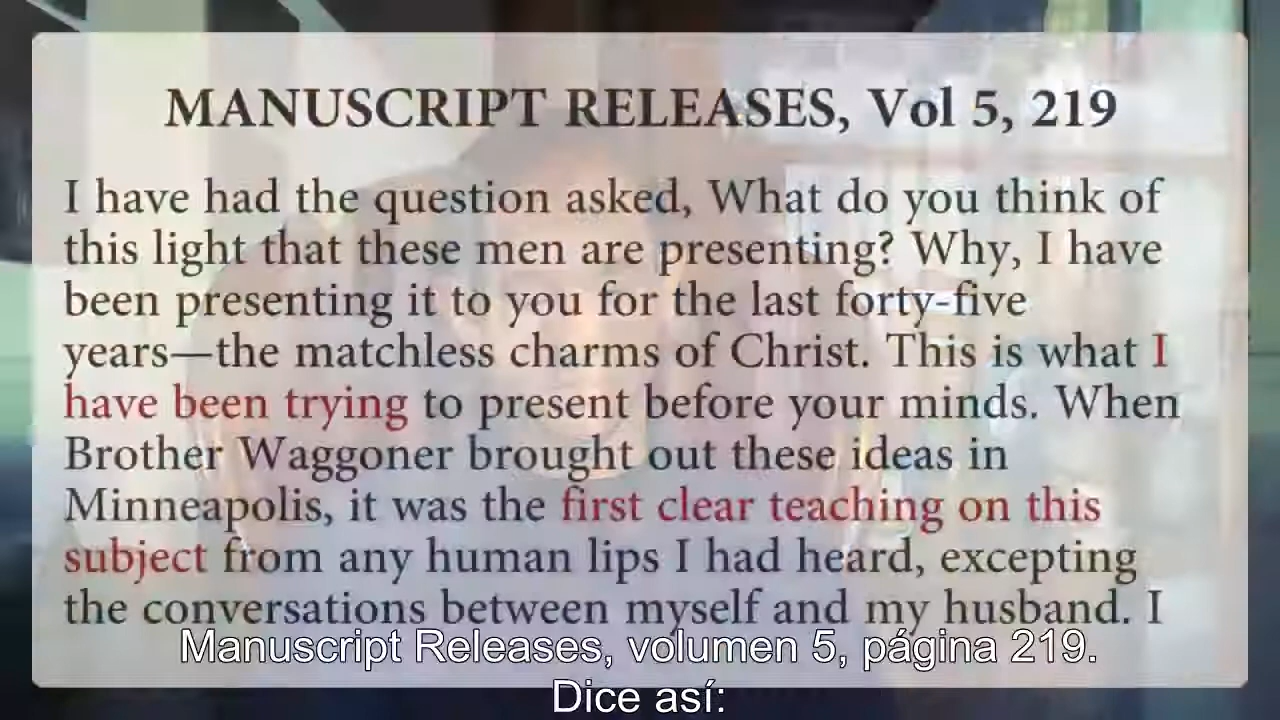 MANUSCRIPT RELEASES, Vol 5, 219
I have had the question asked, What do you think of
this light that these men are presenting? Why, I have
been presenting it to you for the last forty-five
years—the matchless charms of Christ. This is what I
have been trying to present before your minds. When
Brother Waggoner brought out these ideas in
Minneapolis, it was the first clear teaching on this
subject from any human lips I had heard, excepting
the conversations between myself and my husband. I
Manuscript Releases, volumen 5, página 219.
Dice así: